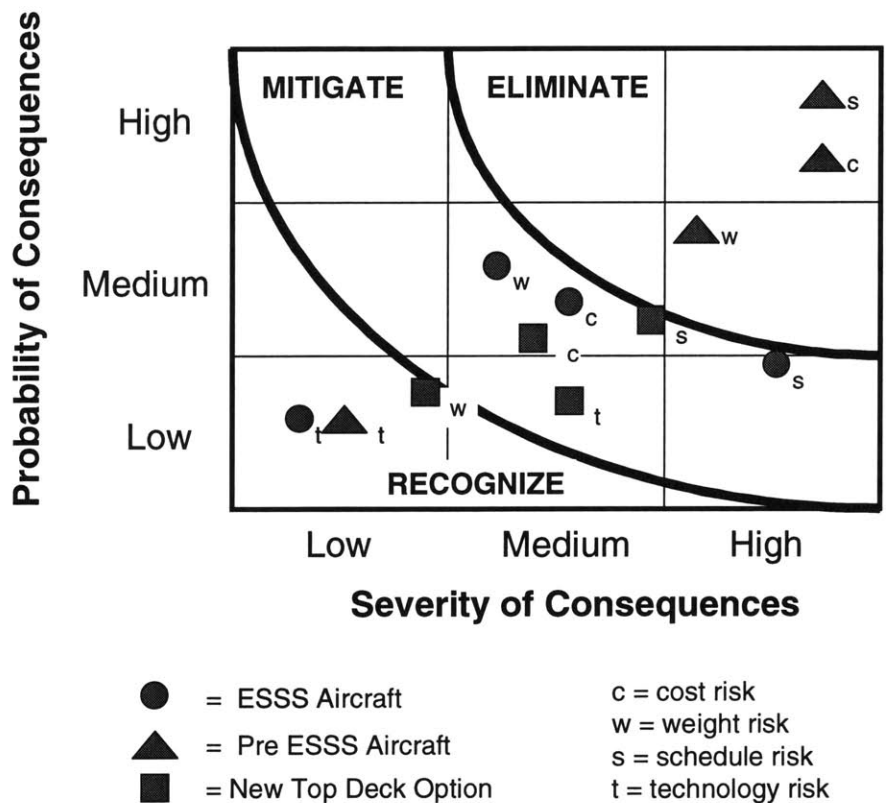 Probability of Consequences
High
Medium
Low
MITIGATE
ELIMINATE
RECOGNIZE
s
c
w
w
c
s
c
s
w
t
t
t
Low Medium High
Severity of Consequences
= ESSS Aircraft
= Pre ESSS Aircraft
= New Top Deck Option
c = cost risk
w = weight risk
s = schedule risk
t = technology risk